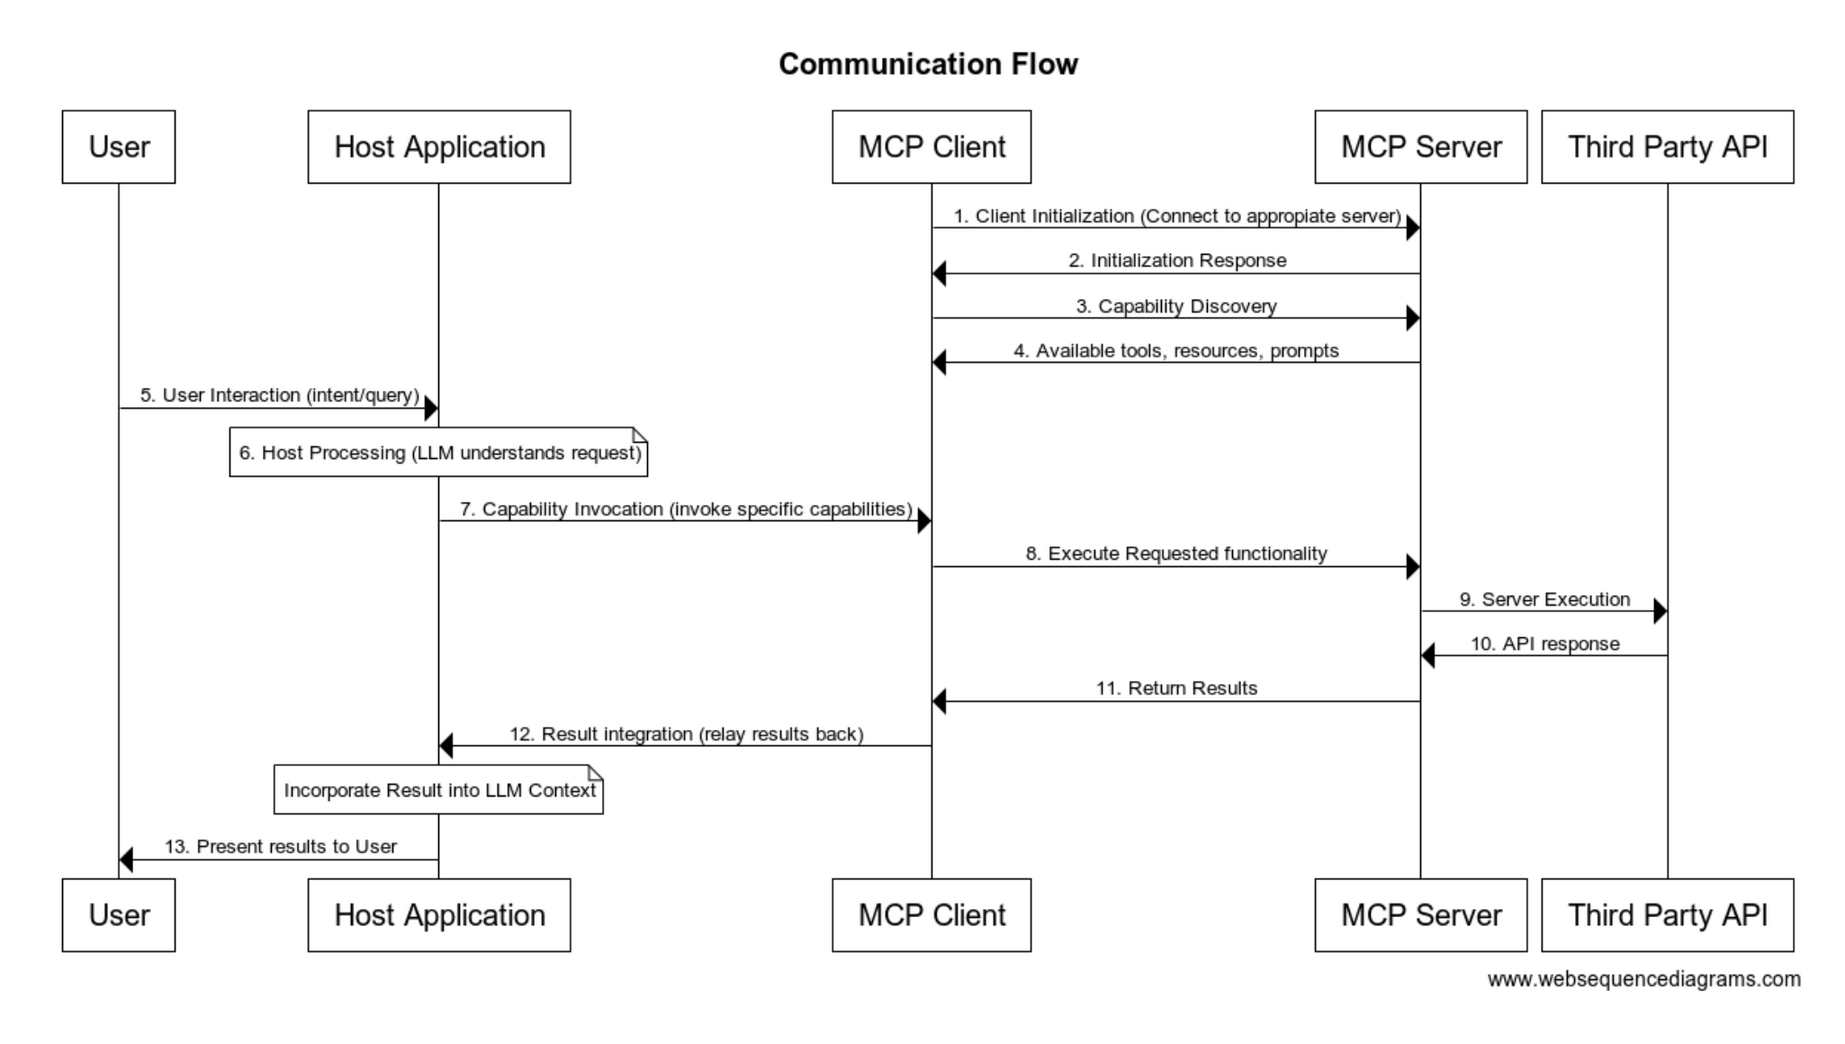 Communication Flow
User
Host Application
MCP Client
MCP Server
Third Party API
1. Client Initialization (Connect to appropiate server)
2. Initialization Response
3. Capability Discovery
4. Available tools, resources, prompts
5. User Interaction (intent/query)
6. Host Processing (LLM understands request)
7. Capability Invocation (invoke specific capabilities)
8. Execute Requested functionality
9. Server Execution
10. API response
11. Return Results
12. Result integration (relay results back)
Incorporate Result into LLM Context
13. Present results to User
User
Host Application
MCP Client
MCP Server
Third Party API
www.websequencediagrams.com